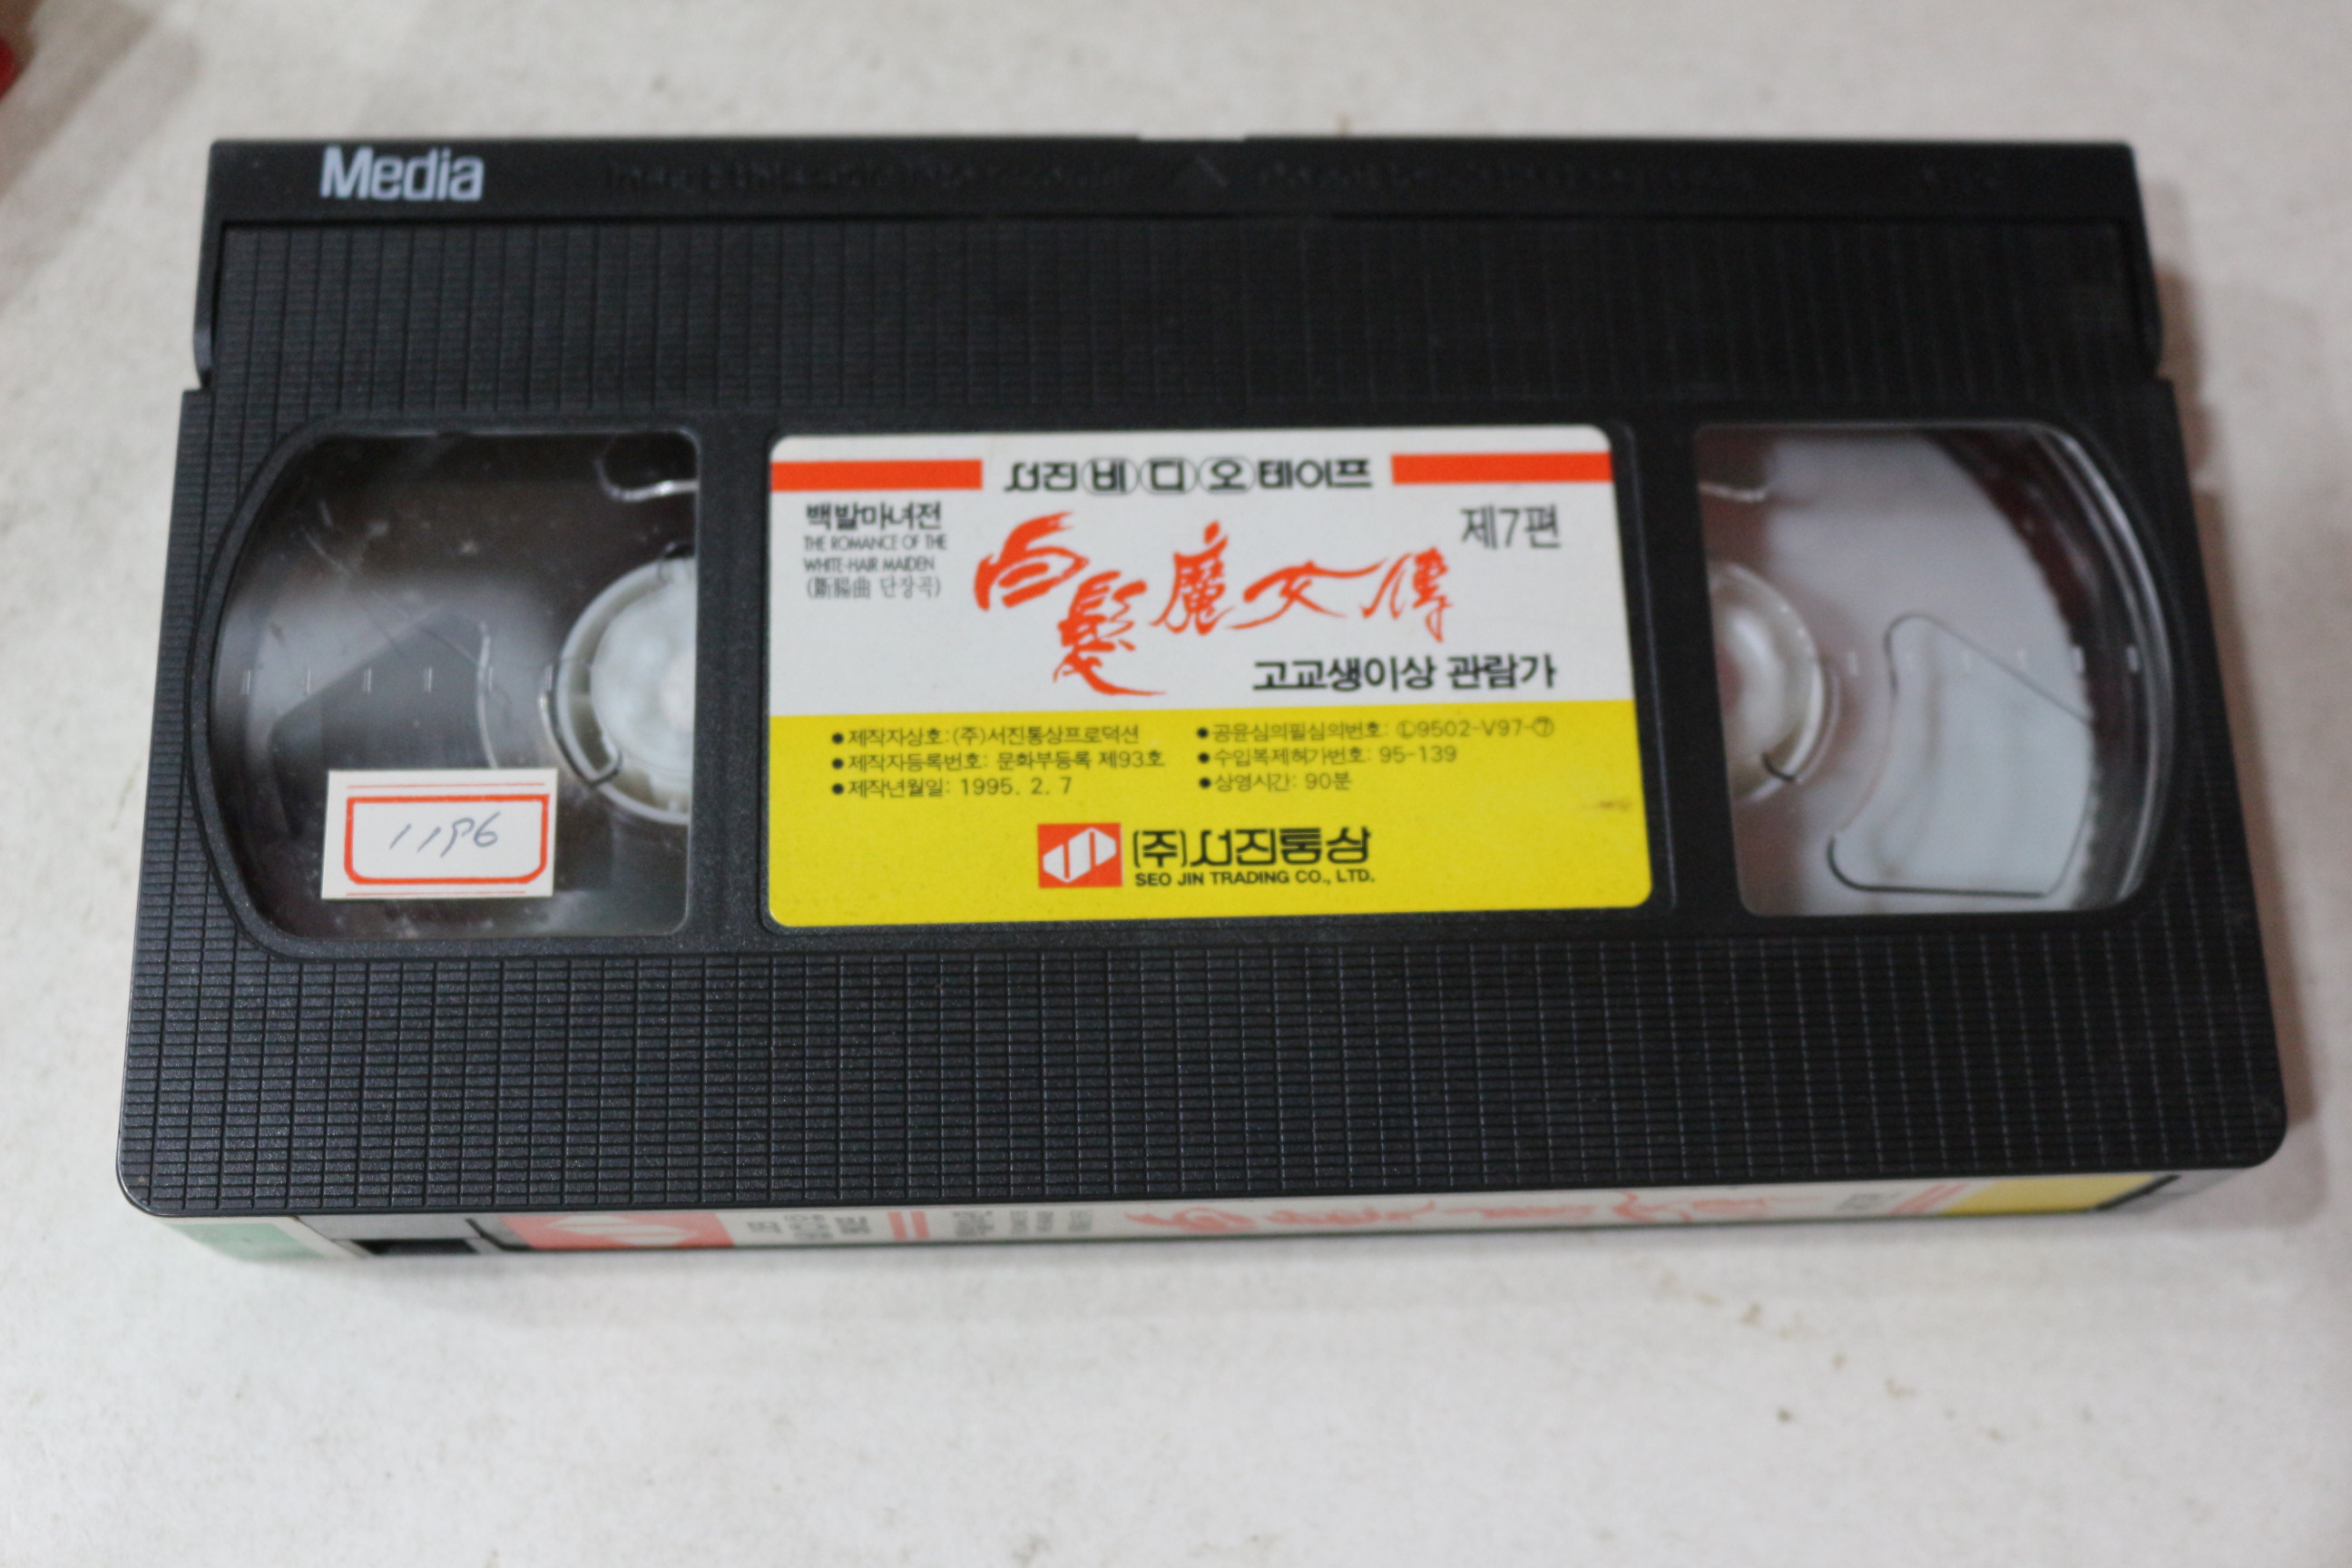 Media
서진비디오테이프
백발마녀전
THE ROMANCE OF THE
WHITE-HAIR MAIDEN
(斷腸曲 단장곡)
白髮魔女傳
제7편
고교생이상 관람가
●제작자상호:(주)서진통상프로덕션
●제작자등록번호: 문화부등록 제93호
●제작년월일: 1995. 2. 7
●공윤심의필심의번호: Ⓛ9502-V97-⑦
●수입복제허가번호: 95-139
●상영시간: 90분
(주)서진통상
SEO JIN TRADING CO., LTD.
1196